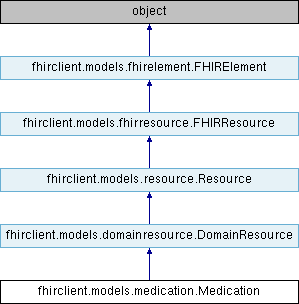 object
fhirclient.models.fhirelement.FHIRElement
fhirclient.models.fhirresource.FHIRResource
fhirclient.models.resource.Resource
fhirclient.models.domainresource.DomainResource
fhirclient.models.medication.Medication